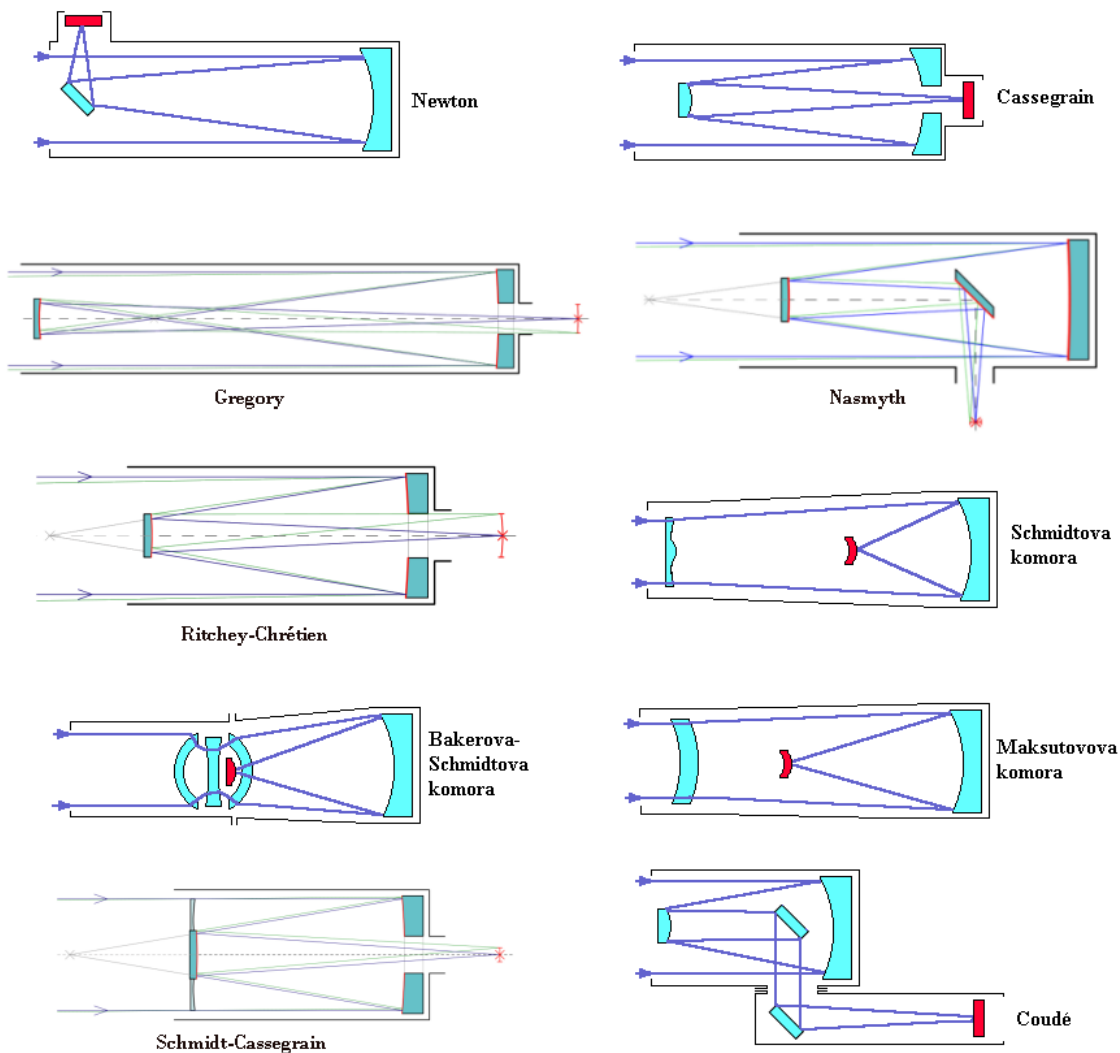 Newton
Cassegrain
Gregory
Nasmyth
Ritchey-Chrétien
Schmidtova
komora
Bakerova-
Schmidtova
komora
Maksutovova
komora
Schmidt-Cassegrain
Coudé